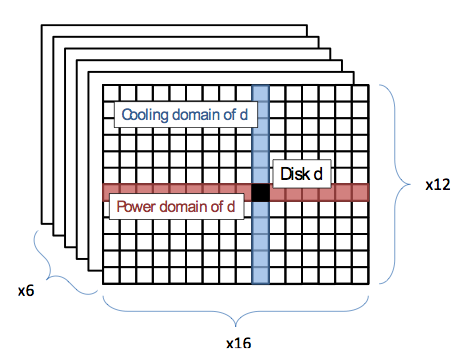 Cooling domain of d
Disk d
x12
Power domain of d
x6
x16